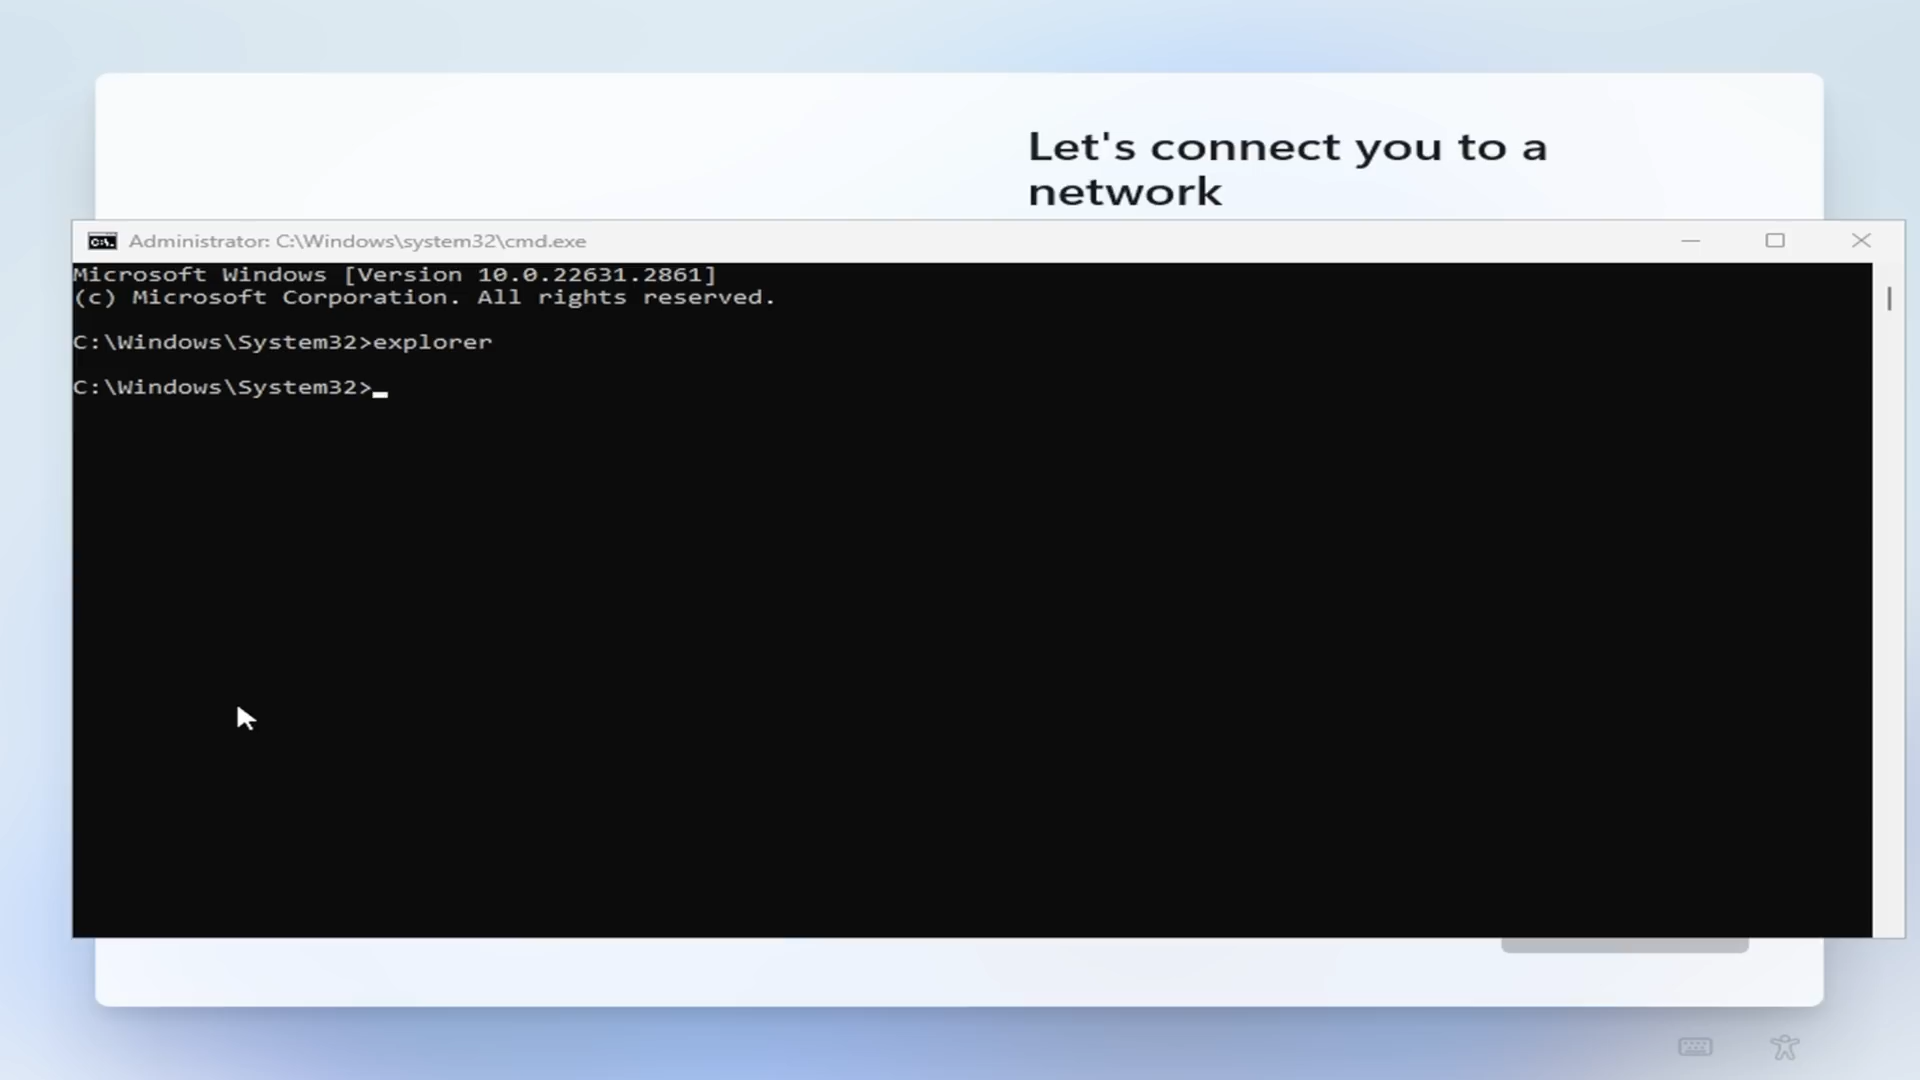 Let's connect you to a
network
Administrator: C:\Windows\system32\cmd.exe
Microsoft Windows [Version 10.0.22631.2861]
(c) Microsoft Corporation. All rights reserved.
C:\Windows\System32>explorer
C:\Windows\System32>